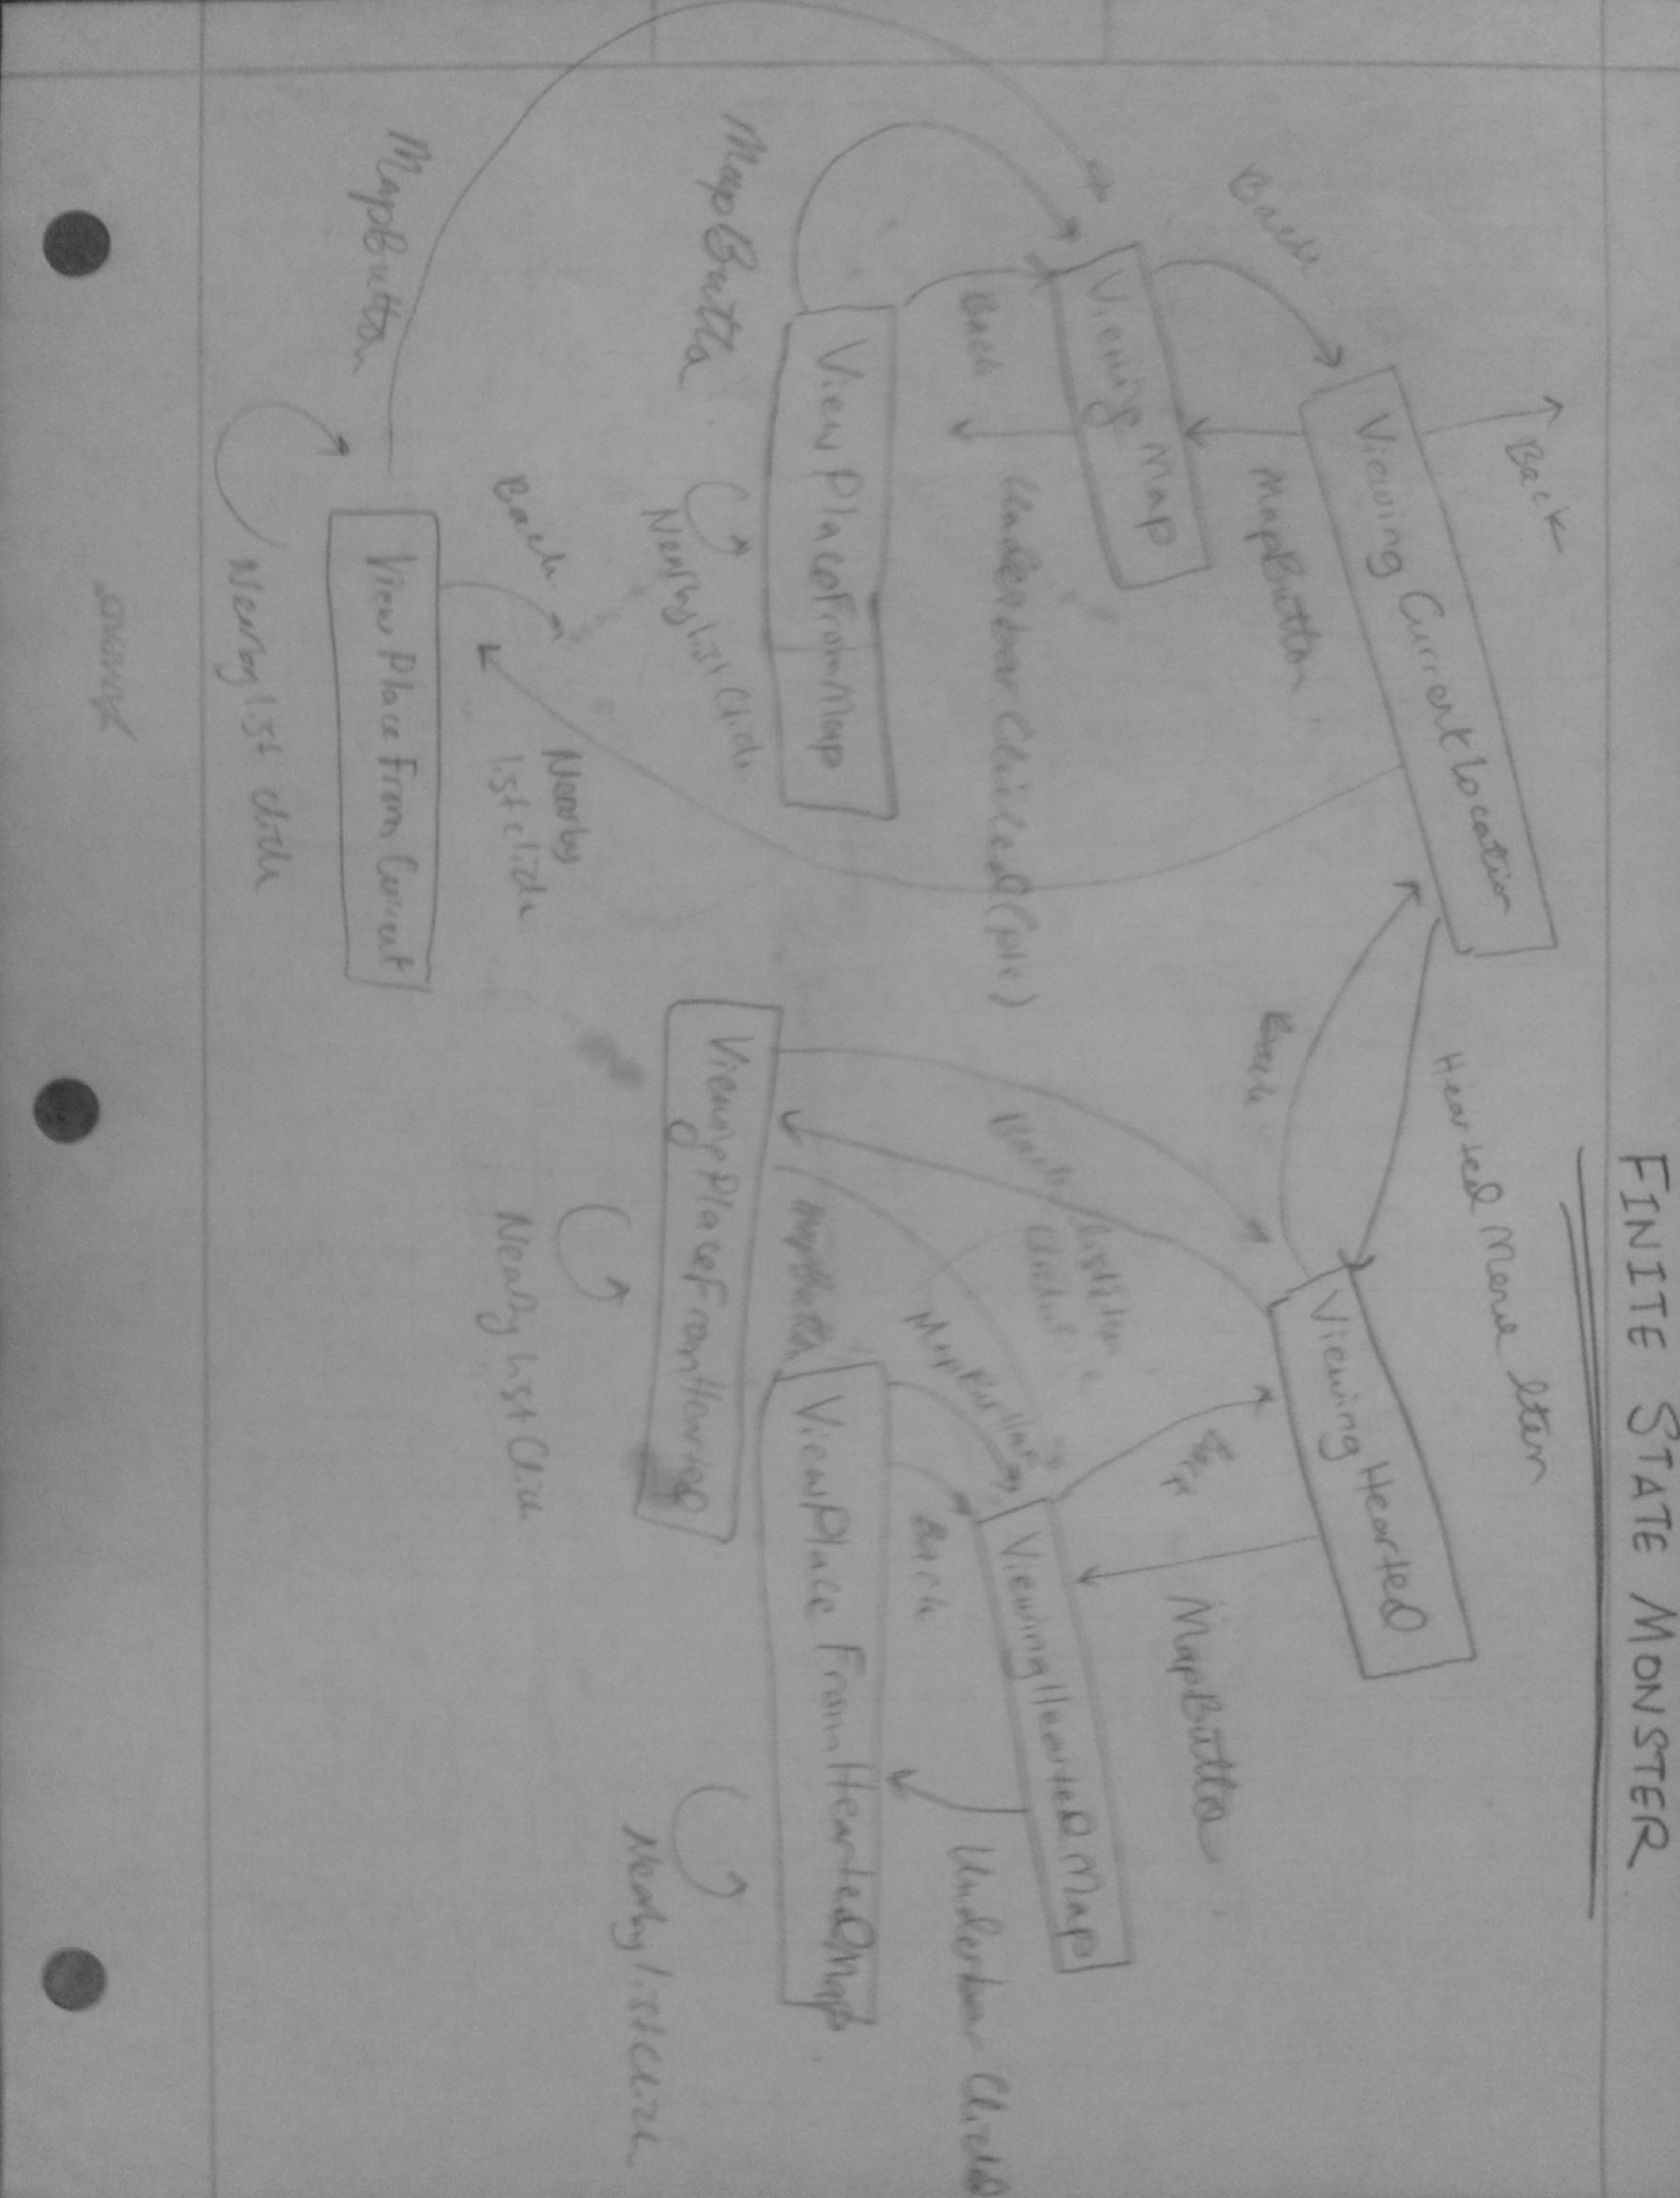 FINITE STATE MONSTER
Back
Viewing Current Location
Hearted Menu Item
Viewing Hearted
Back
MapButton
Back
Back
MapButton
Viewing Map
Back
List Item
Clicked
Viewing Hearted Map
Underbar Clicked (pic)
Back
MapButton
Underbar Clicked
Back
View Place From Map
MapButton
View Place From Hearted Map
MapButton
Nearby list Click
Viewing Place From Hearted
Nearby list Click
Back
Nearby
list click
Nearby list Click
MapButton
View Place From Current
Nearby list click